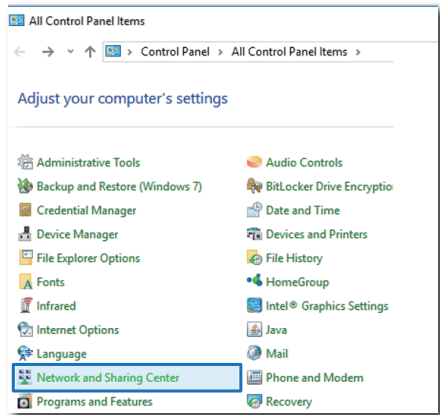 All Control Panel Items
Control Panel > All Control Panel Items >
Adjust your computer's settings
Administrative Tools
Audio Controls
Backup and Restore (Windows 7)
BitLocker Drive Encryptio
Credential Manager
Date and Time
Device Manager
Devices and Printers
File Explorer Options
File History
Fonts
HomeGroup
Infrared
Intel® Graphics Settings
Internet Options
Java
Language
Mail
Network and Sharing Center
Phone and Modem
Programs and Features
Recovery